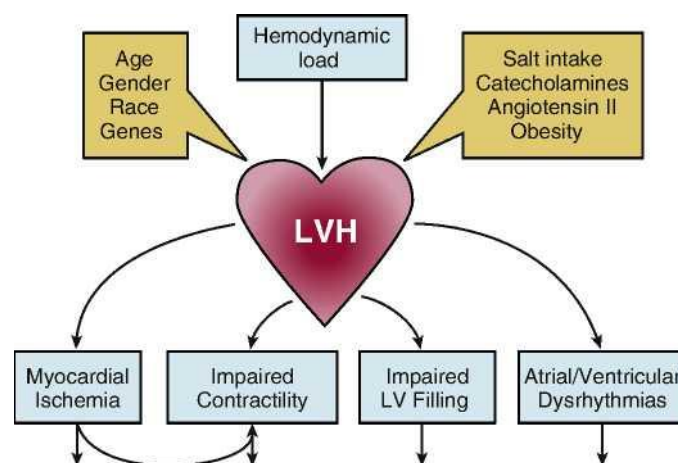 Hemodynamic
load
Age
Gender
Race
Genes
Salt intake
Catecholamines
Angiotensin II
Obesity
LVH
Myocardial
Ischemia
Impaired
Contractility
Impaired
LV Filling
Atrial/Ventricular
Dysrhythmias